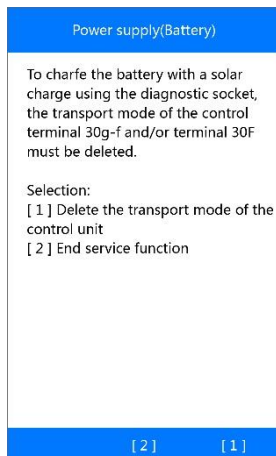 Power supply(Battery)
To charfe the battery with a solar
charge using the diagnostic socket,
the transport mode of the control
terminal 30g-f and/or terminal 30F
must be deleted.
Selection:
[ 1 ] Delete the transport mode of the
control unit
[ 2 ] End service function
[ 2 ] [ 1 ]